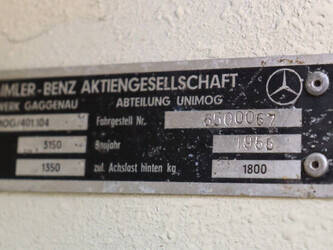 IMLER-BENZ AKTIENGESELLSCHAFT
WERK GAGGENAU ABTEILUNG UNIMOG
MOG/401.104 Fahrgestell Nr. 6500067
3150 Baujahr 1956
1350 zul. Achslast hinten kg 1800